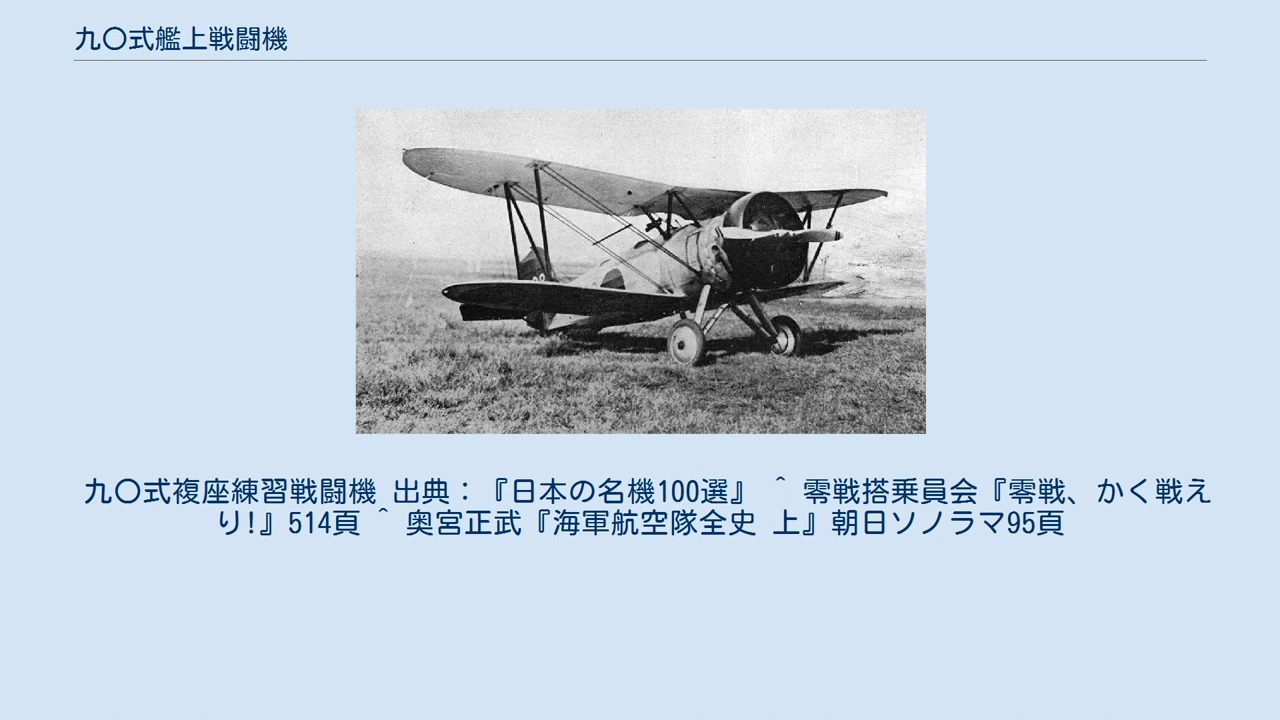 九〇式艦上戦闘機
九〇式複座練習戦闘機 出典：『日本の名機100選』 ^ 零戦搭乗員会『零戦、かく戦え
り!』514頁 ^ 奥宮正武『海軍航空隊全史 上』朝日ソノラマ95頁